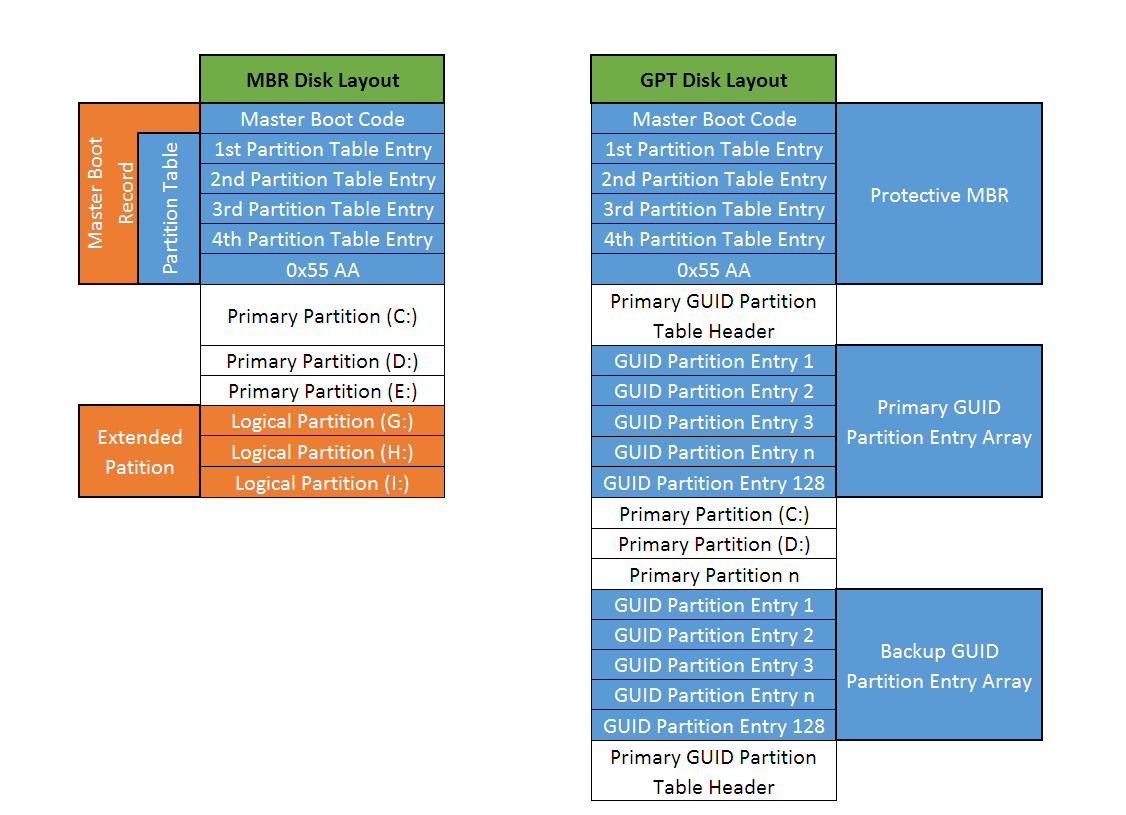 MBR Disk Layout
Master Boot
Record
Partition Table
Master Boot Code
1st Partition Table Entry
2nd Partition Table Entry
3rd Partition Table Entry
4th Partition Table Entry
0x55 AA
Primary Partition (C:)
Primary Partition (D:)
Primary Partition (E:)
Extended
Patition
Logical Partition (G:)
Logical Partition (H:)
Logical Partition (I:)
GPT Disk Layout
Master Boot Code
1st Partition Table Entry
2nd Partition Table Entry
3rd Partition Table Entry
4th Partition Table Entry
0x55 AA
Protective MBR
Primary GUID Partition
Table Header
GUID Partition Entry 1
GUID Partition Entry 2
GUID Partition Entry 3
GUID Partition Entry n
GUID Partition Entry 128
Primary GUID
Partition Entry Array
Primary Partition (C:)
Primary Partition (D:)
Primary Partition n
GUID Partition Entry 1
GUID Partition Entry 2
GUID Partition Entry 3
GUID Partition Entry n
GUID Partition Entry 128
Backup GUID
Partition Entry Array
Primary GUID Partition
Table Header